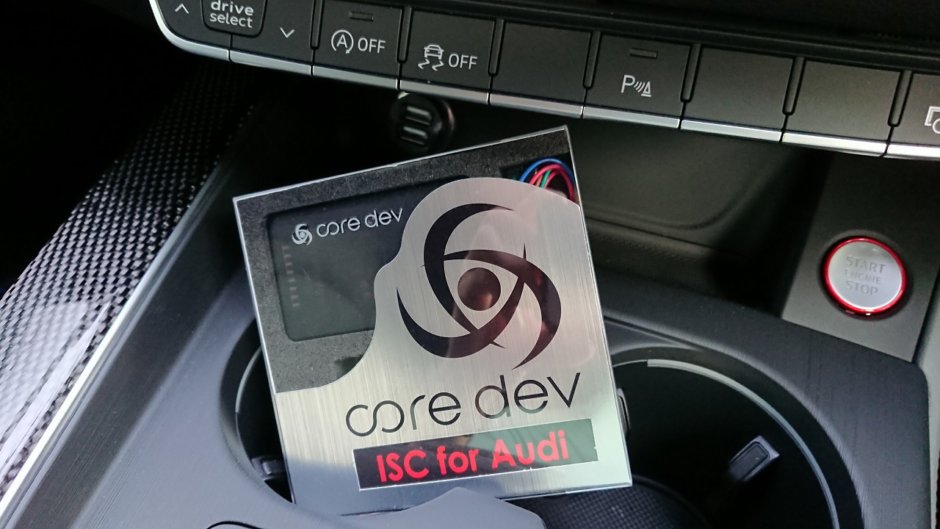 drive
select
A OFF
OFF
P
core dev
core dev
ISC for Audi
START
ENGINE
STOP